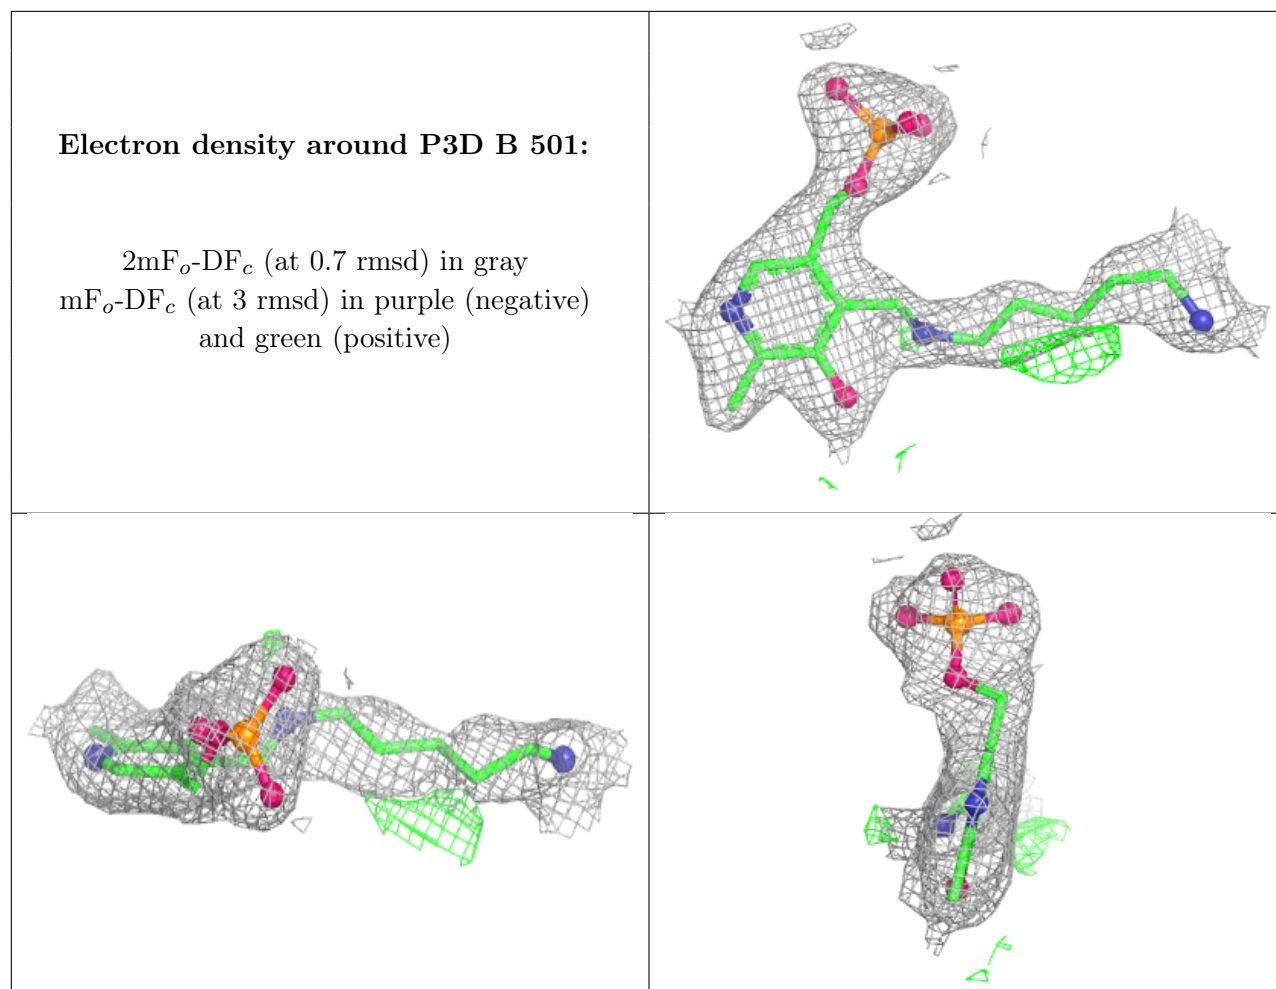 Electron density around P3D B 501:
2mFo-DFc (at 0.7 rmsd) in gray
mFo-DFc (at 3 rmsd) in purple (negative)
and green (positive)